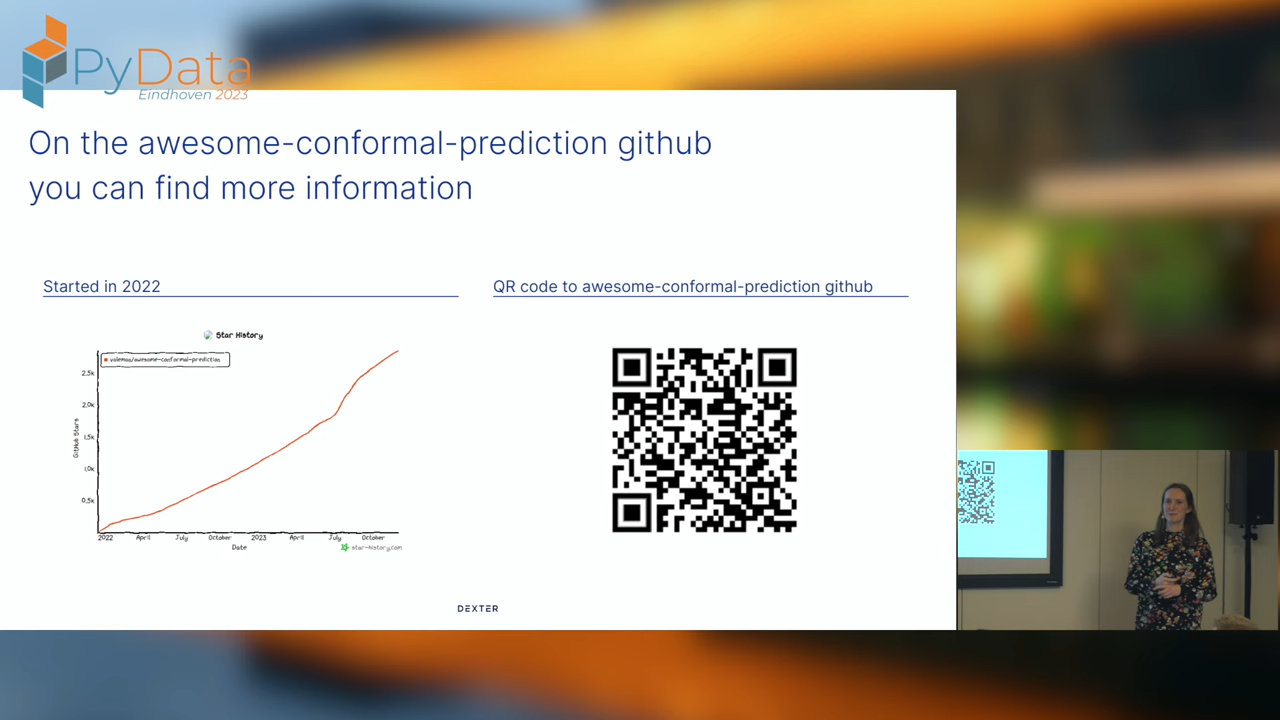 PyData
Eindhoven 2023
On the awesome-conformal-prediction github
you can find more information
Started in 2022
QR code to awesome-conformal-prediction github
Star History
valeman/awesome-conformal-prediction
2.5K
2.0K
1.5K
1.0K
0.5K
GitHub Stars
2022 April July October 2023 April July October
Date
star-history.com
DEXTER